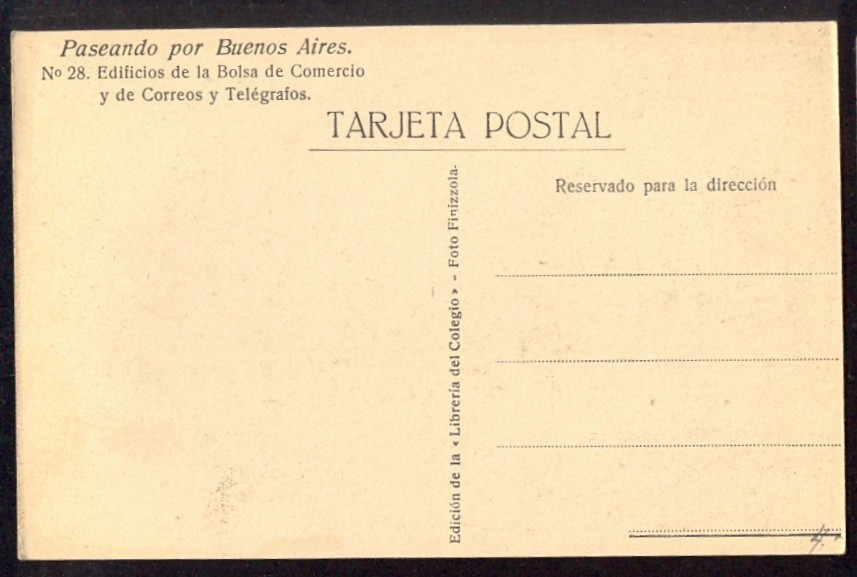 Paseando por Buenos Aires.
Nº 28. Edificios de la Bolsa de Comercio
y de Correos y Telégrafos.
TARJETA POSTAL
Reservado para la dirección
Edición de la « Librería del Colegio » - Foto Finizzola.